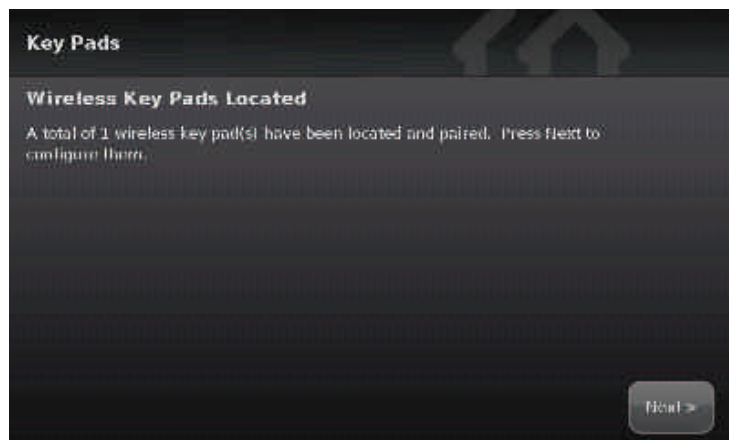 Key Pads
Wireless Key Pads Located
A total of 1 wireless key pad(s) have been located and paired. Press Next to
configure them.
Next >